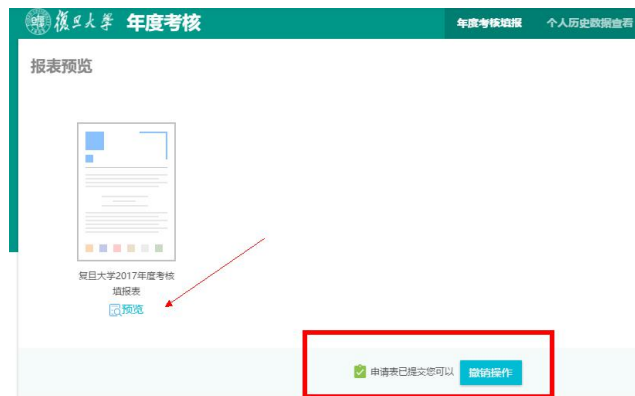 復旦大学 年度考核
年度考核填报 个人历史数据查看
报表预览
复旦大学2017年度考核
填报表
预览
申请表已提交您可以 撤销操作